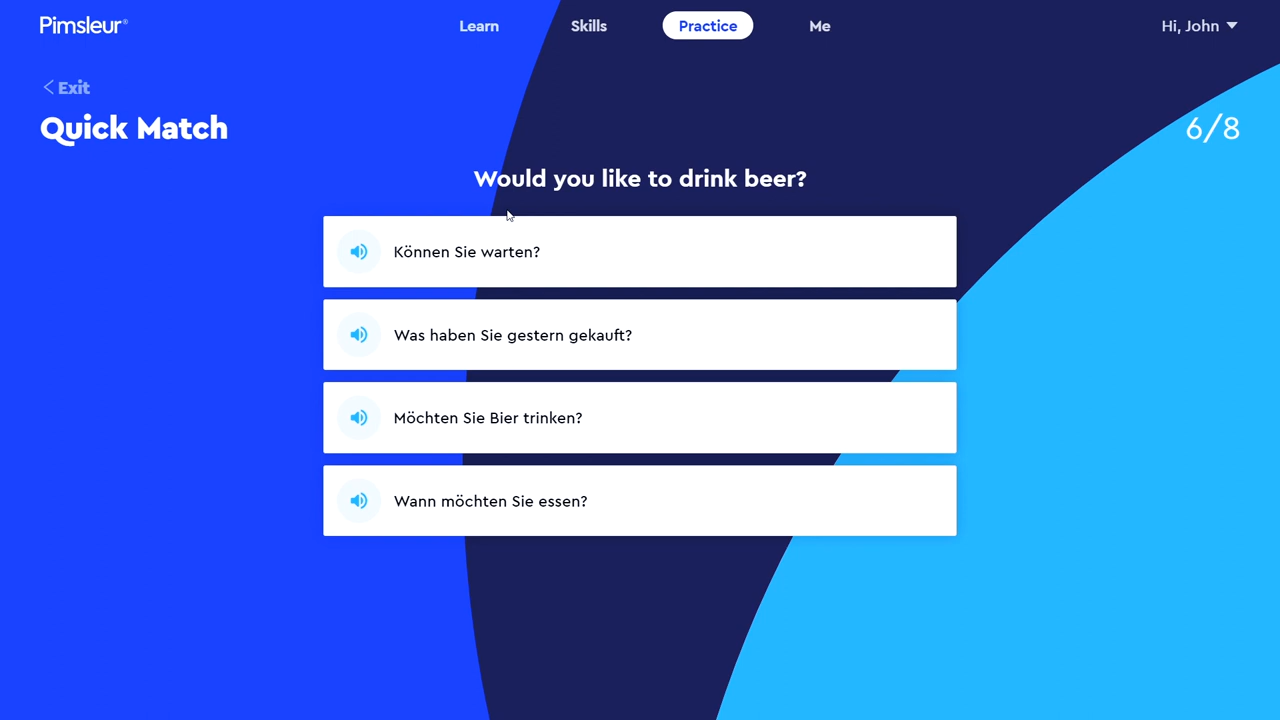 Pimsleur®
Learn
Skills
Practice
Me
Hi, John
Exit
Quick Match
6/8
Would you like to drink beer?
Können Sie warten?
Was haben Sie gestern gekauft?
Möchten Sie Bier trinken?
Wann möchten Sie essen?